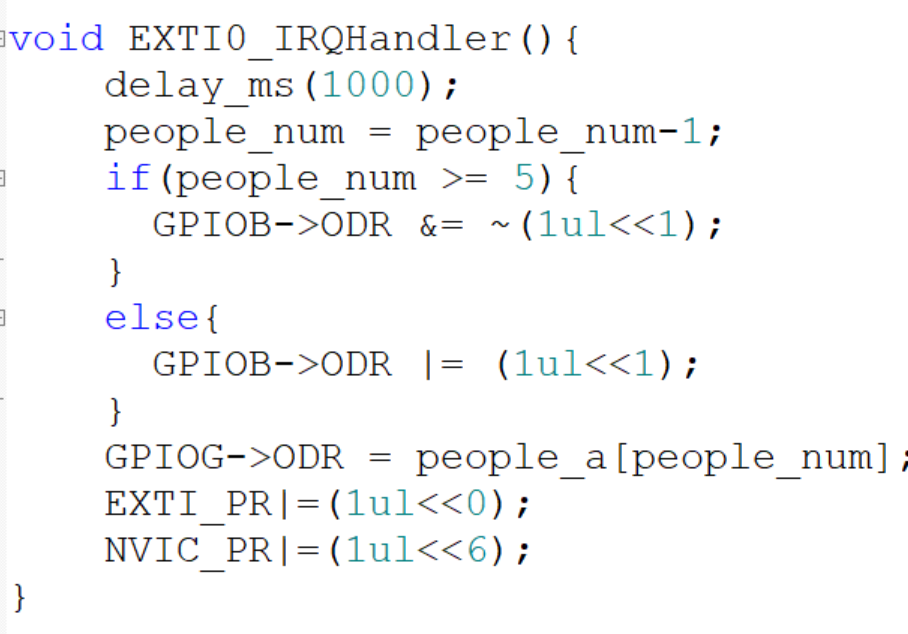 void EXTI0_IRQHandler(){
delay_ms(1000);
people_num = people_num-1;
if(people_num >= 5){
GPIOB->ODR &= ~(1ul<<1);
}
else{
GPIOB->ODR |= (1ul<<1);
}
GPIOG->ODR = people_a[people_num];
EXTI_PR|=(1ul<<0);
NVIC_PR|=(1ul<<6);
}